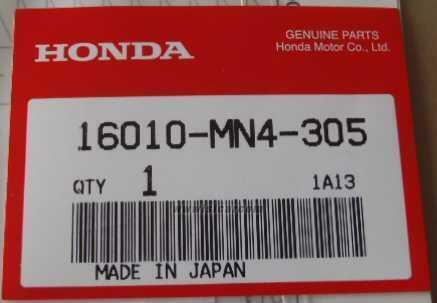 HONDA
GENUINE PARTS
Honda Motor Co., Ltd.
16010-MN4-305
QTY 1 1A13
MADE IN JAPAN